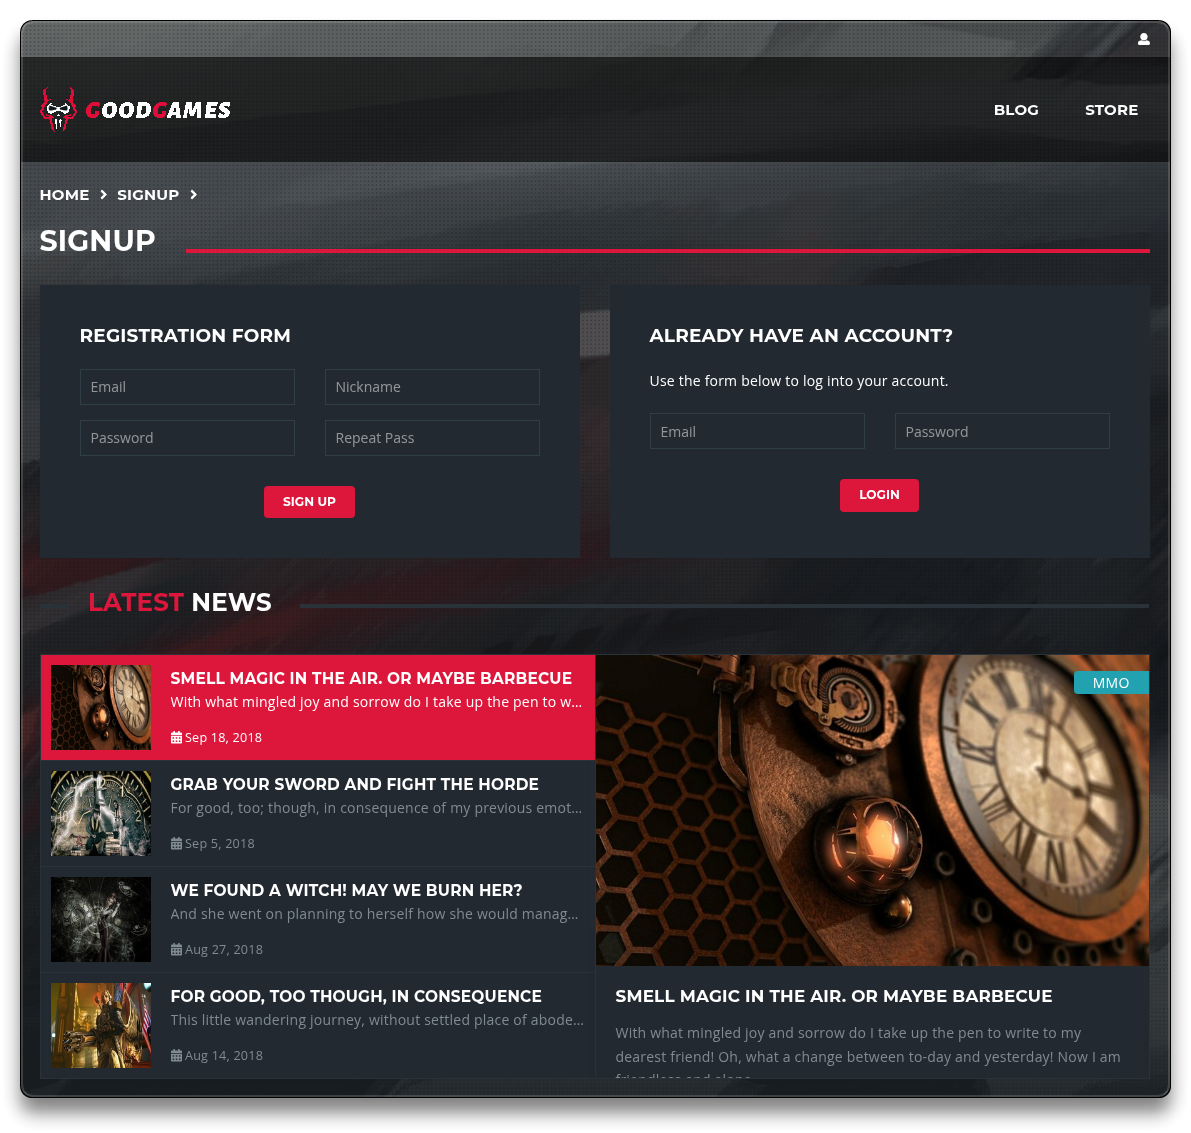 GOODGAMES
BLOG
STORE
HOME
SIGNUP
SIGNUP
REGISTRATION FORM
Email
Nickname
Password
Repeat Pass
SIGN UP
ALREADY HAVE AN ACCOUNT?
Use the form below to log into your account.
Email
Password
LOGIN
LATEST NEWS
SMELL MAGIC IN THE AIR. OR MAYBE BARBECUE
With what mingled joy and sorrow do I take up the pen to w...
Sep 18, 2018
GRAB YOUR SWORD AND FIGHT THE HORDE
For good, too; though, in consequence of my previous emot...
Sep 5, 2018
WE FOUND A WITCH! MAY WE BURN HER?
And she went on planning to herself how she would manag...
Aug 27, 2018
FOR GOOD, TOO THOUGH, IN CONSEQUENCE
This little wandering journey, without settled place of abode...
Aug 14, 2018
MMO
SMELL MAGIC IN THE AIR. OR MAYBE BARBECUE
With what mingled joy and sorrow do I take up the pen to write to my
dearest friend! Oh, what a change between to-day and yesterday! Now I am
friendless and alone